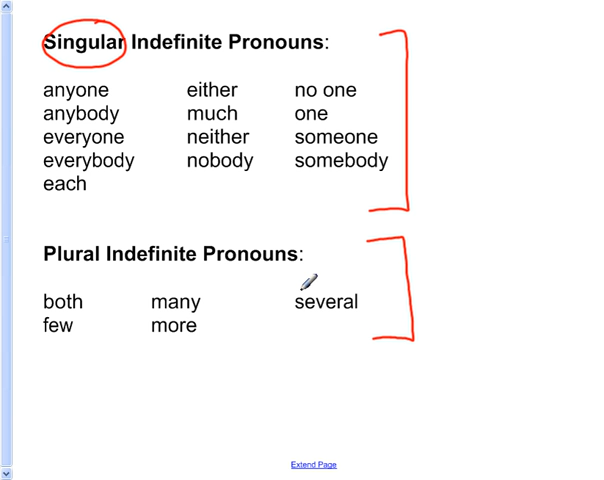 Singular Indefinite Pronouns:
anyone either no one
anybody much one
everyone neither someone
everybody nobody somebody
each
Plural Indefinite Pronouns:
both many several
few more
Extend Page